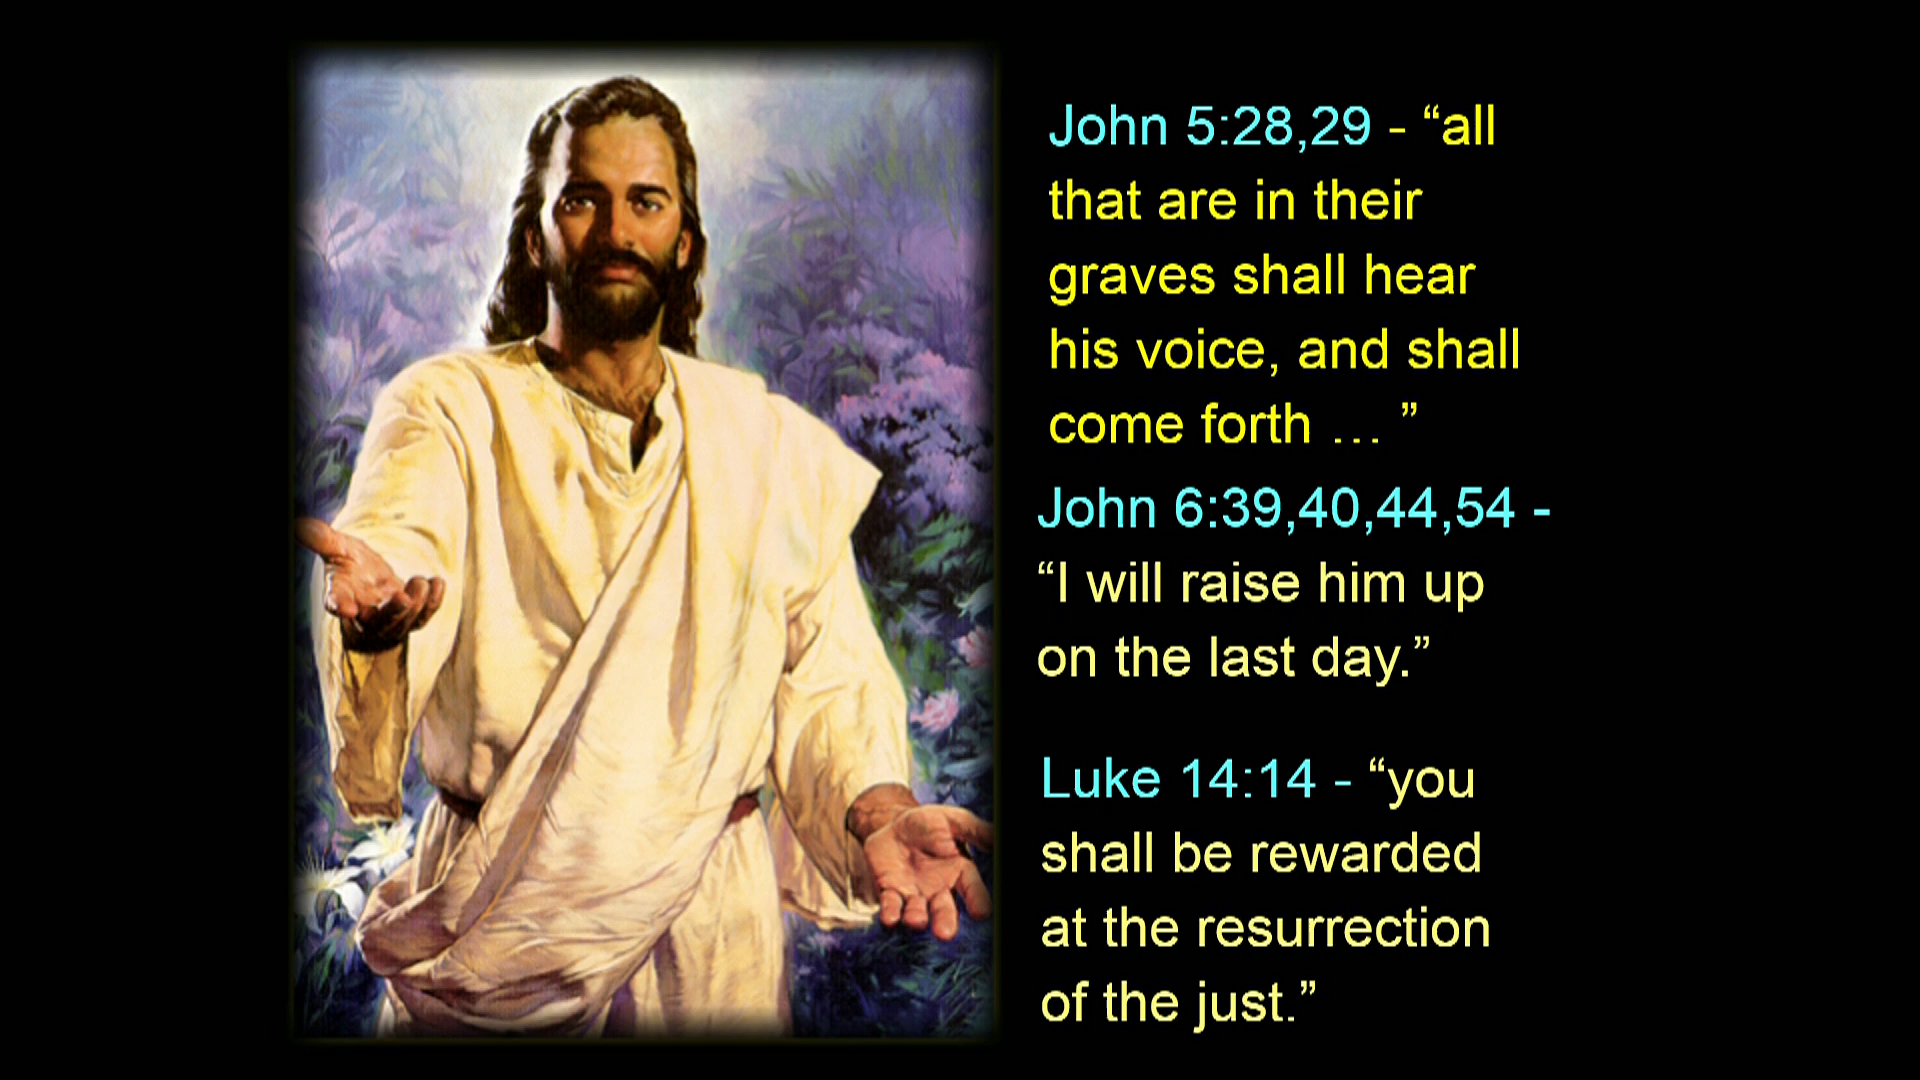 John 5:28,29 - “all
that are in their
graves shall hear
his voice, and shall
come forth … ”
John 6:39,40,44,54 -
“I will raise him up
on the last day.”
Luke 14:14 - “you
shall be rewarded
at the resurrection
of the just.”